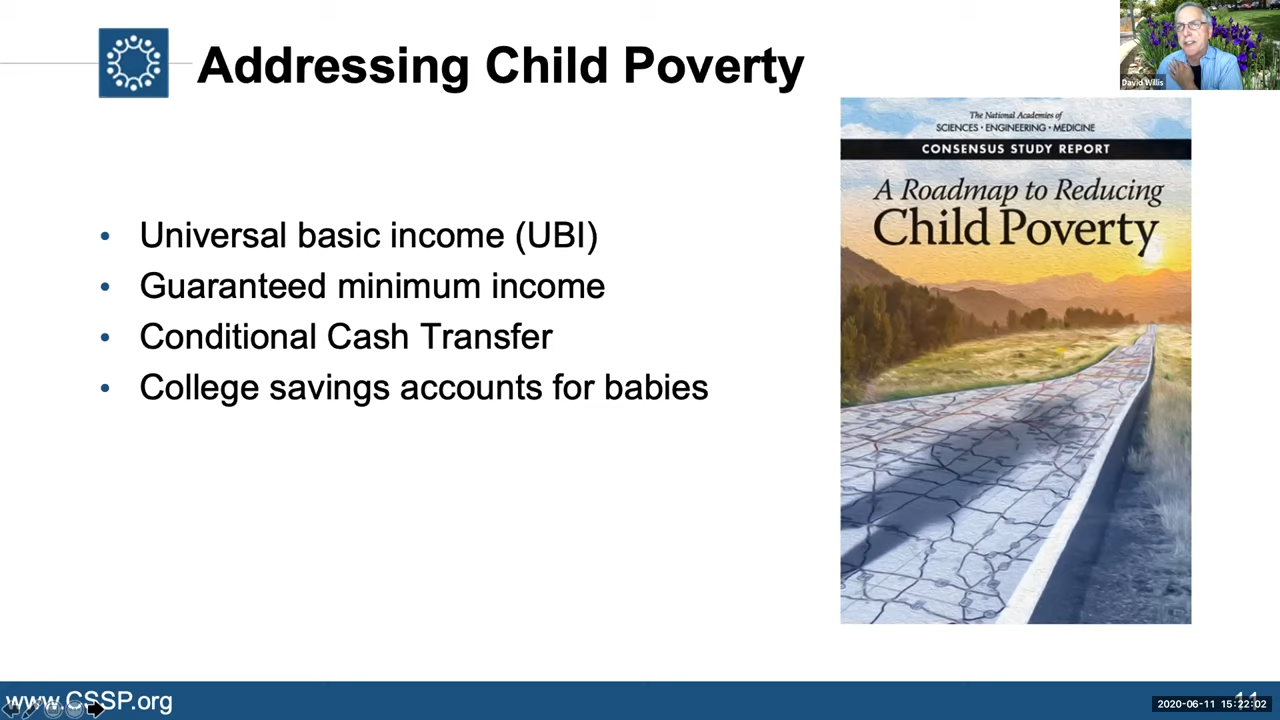 Addressing Child Poverty
David Willis
• Universal basic income (UBI)
• Guaranteed minimum income
• Conditional Cash Transfer
• College savings accounts for babies
The National Academies of
SCIENCES • ENGINEERING • MEDICINE
CONSENSUS STUDY REPORT
A Roadmap to Reducing
Child Poverty
www.CSSP.org
11
2020-06-11 15:22:02